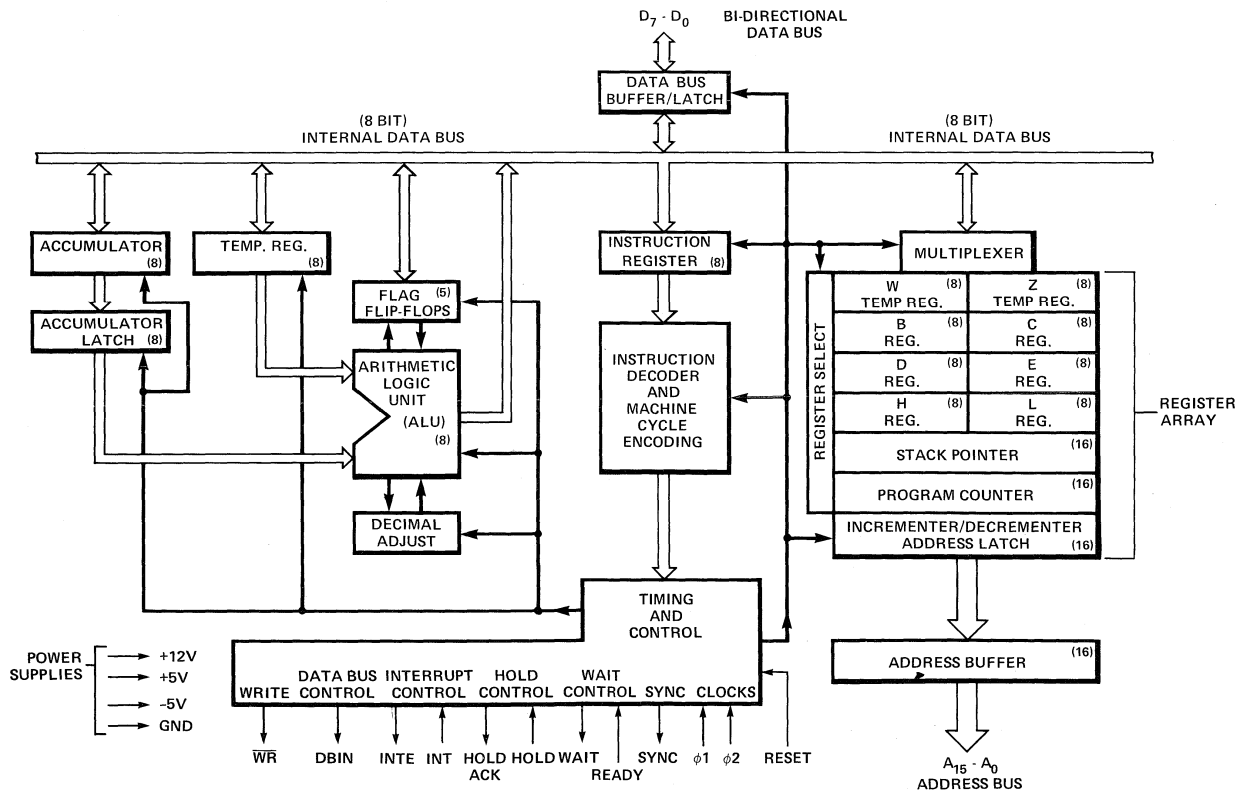 D7 - D0
BI-DIRECTIONAL
DATA BUS
DATA BUS
BUFFER/LATCH
(8 BIT)
INTERNAL DATA BUS
(8 BIT)
INTERNAL DATA BUS
ACCUMULATOR
(8)
TEMP. REG.
(8)
INSTRUCTION
REGISTER (8)
MULTIPLEXER
ACCUMULATOR
LATCH (8)
FLAG (5)
FLIP-FLOPS
ARITHMETIC
LOGIC
UNIT
(ALU)
(8)
DECIMAL
ADJUST
INSTRUCTION
DECODER
AND
MACHINE
CYCLE
ENCODING
REGISTER SELECT
W (8)
TEMP REG.
Z (8)
TEMP REG.
B (8)
REG.
C (8)
REG.
D (8)
REG.
E (8)
REG.
H (8)
REG.
L (8)
REG.
STACK POINTER (16)
PROGRAM COUNTER (16)
INCREMENTER/DECREMENTER
ADDRESS LATCH (16)
REGISTER
ARRAY
TIMING
AND
CONTROL
WRITE
DATA BUS
CONTROL
INTERRUPT
CONTROL
HOLD
CONTROL
WAIT
CONTROL
SYNC
CLOCKS
POWER
SUPPLIES
+12V
+5V
−5V
GND
W̅R̅
DBIN
INTE
INT
HOLD
ACK
HOLD
WAIT
READY
SYNC
ϕ1
ϕ2
RESET
ADDRESS BUFFER (16)
A15 - A0
ADDRESS BUS